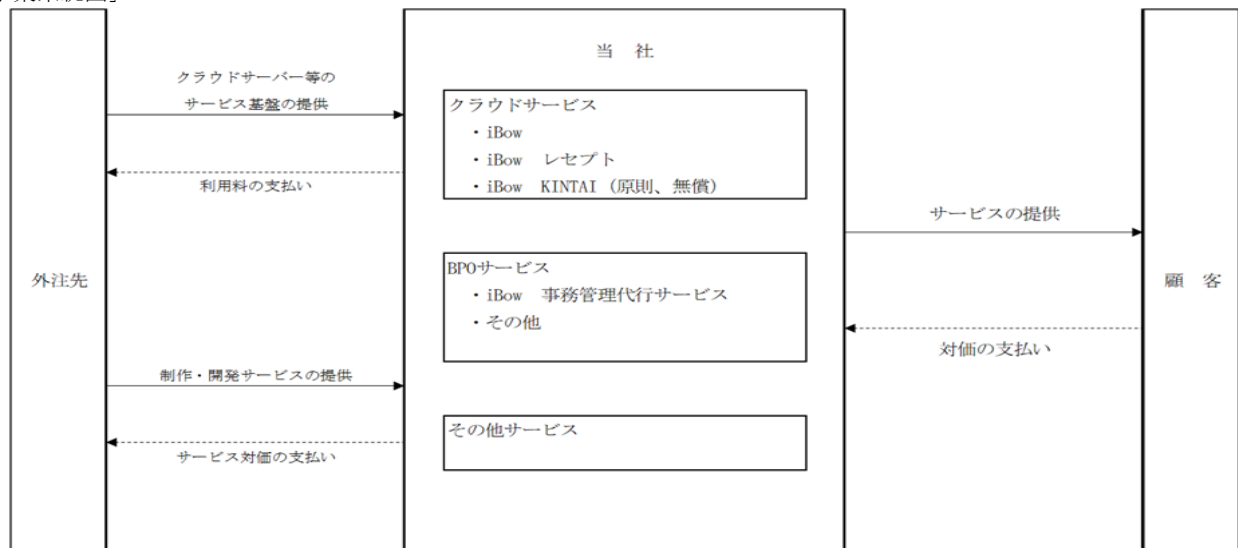 当　社
クラウドサーバー等の
サービス基盤の提供
利用料の支払い
クラウドサービス
・iBow
・iBow　レセプト
・iBow　KINTAI（原則、無償）
サービスの提供
外注先
BPOサービス
・iBow　事務管理代行サービス
・その他
顧　客
対価の支払い
制作・開発サービスの提供
サービス対価の支払い
その他サービス